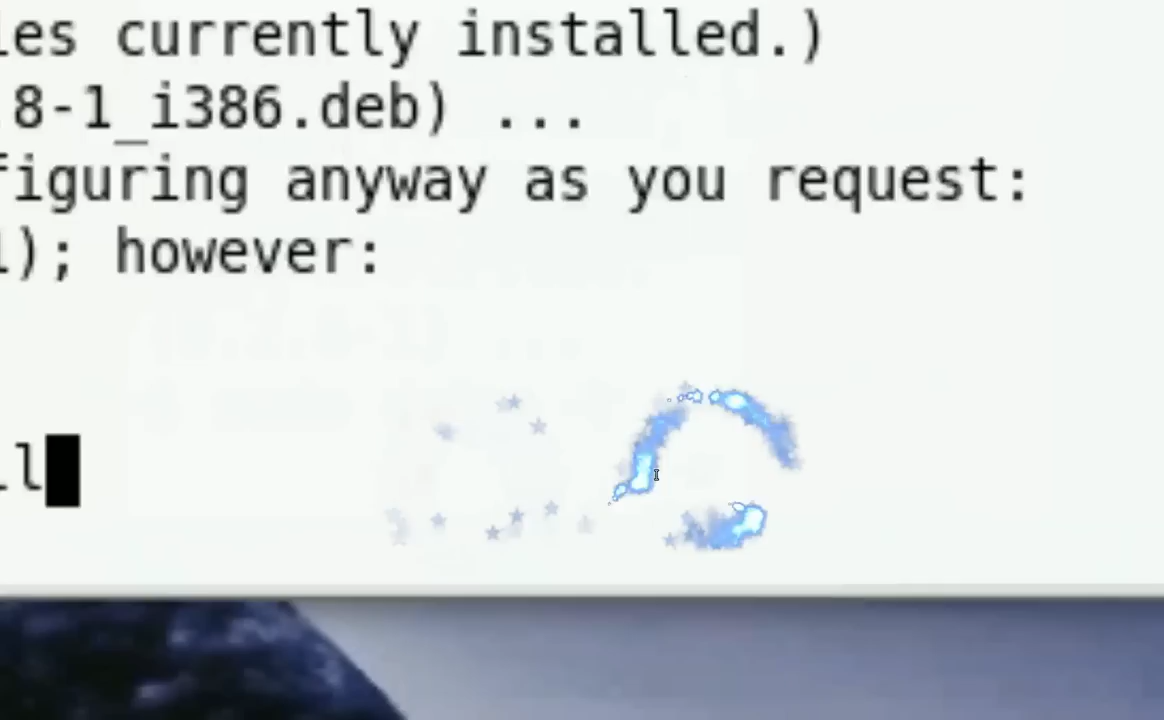 les currently installed.)
8-1_i386.deb) ...
figuring anyway as you request:
); however:
l